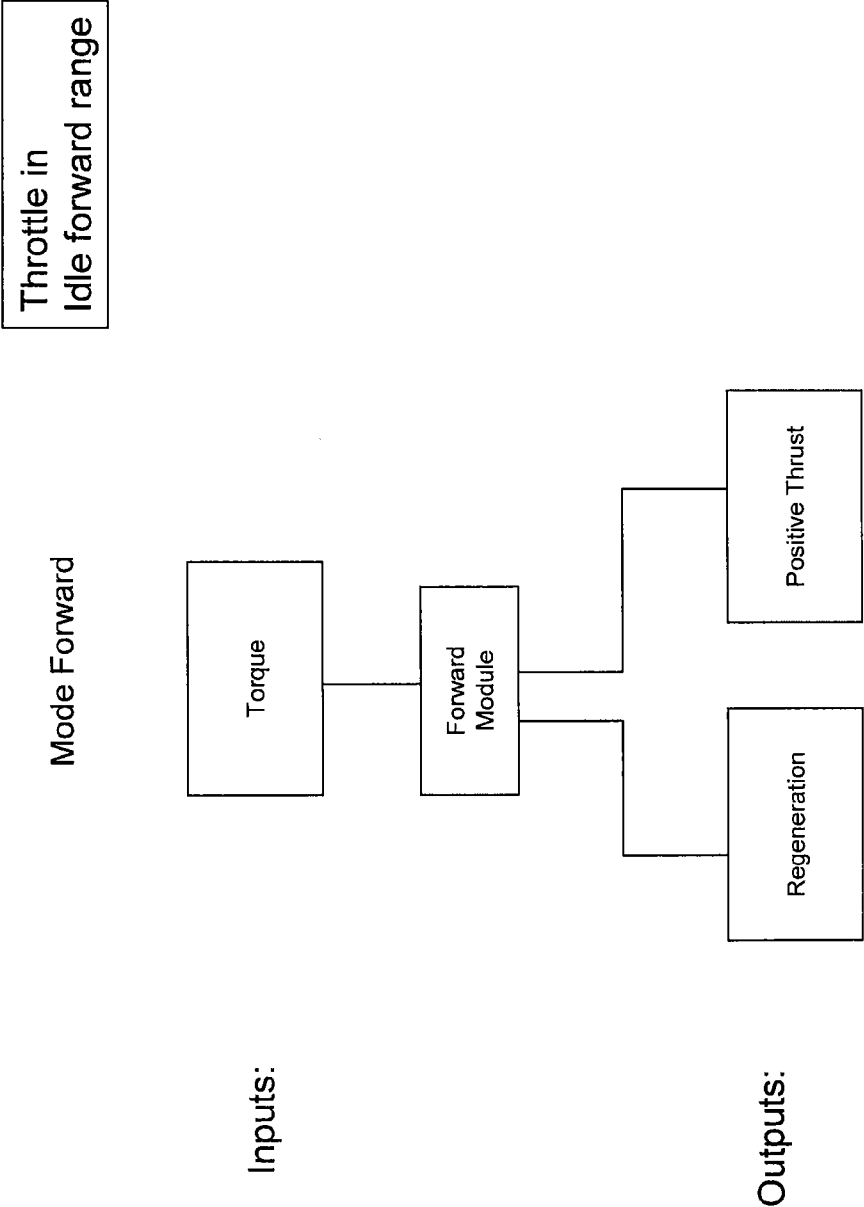 Throttle in
Idle forward range
Mode Forward
Inputs:
Torque
Forward
Module
Outputs:
Regeneration
Positive Thrust